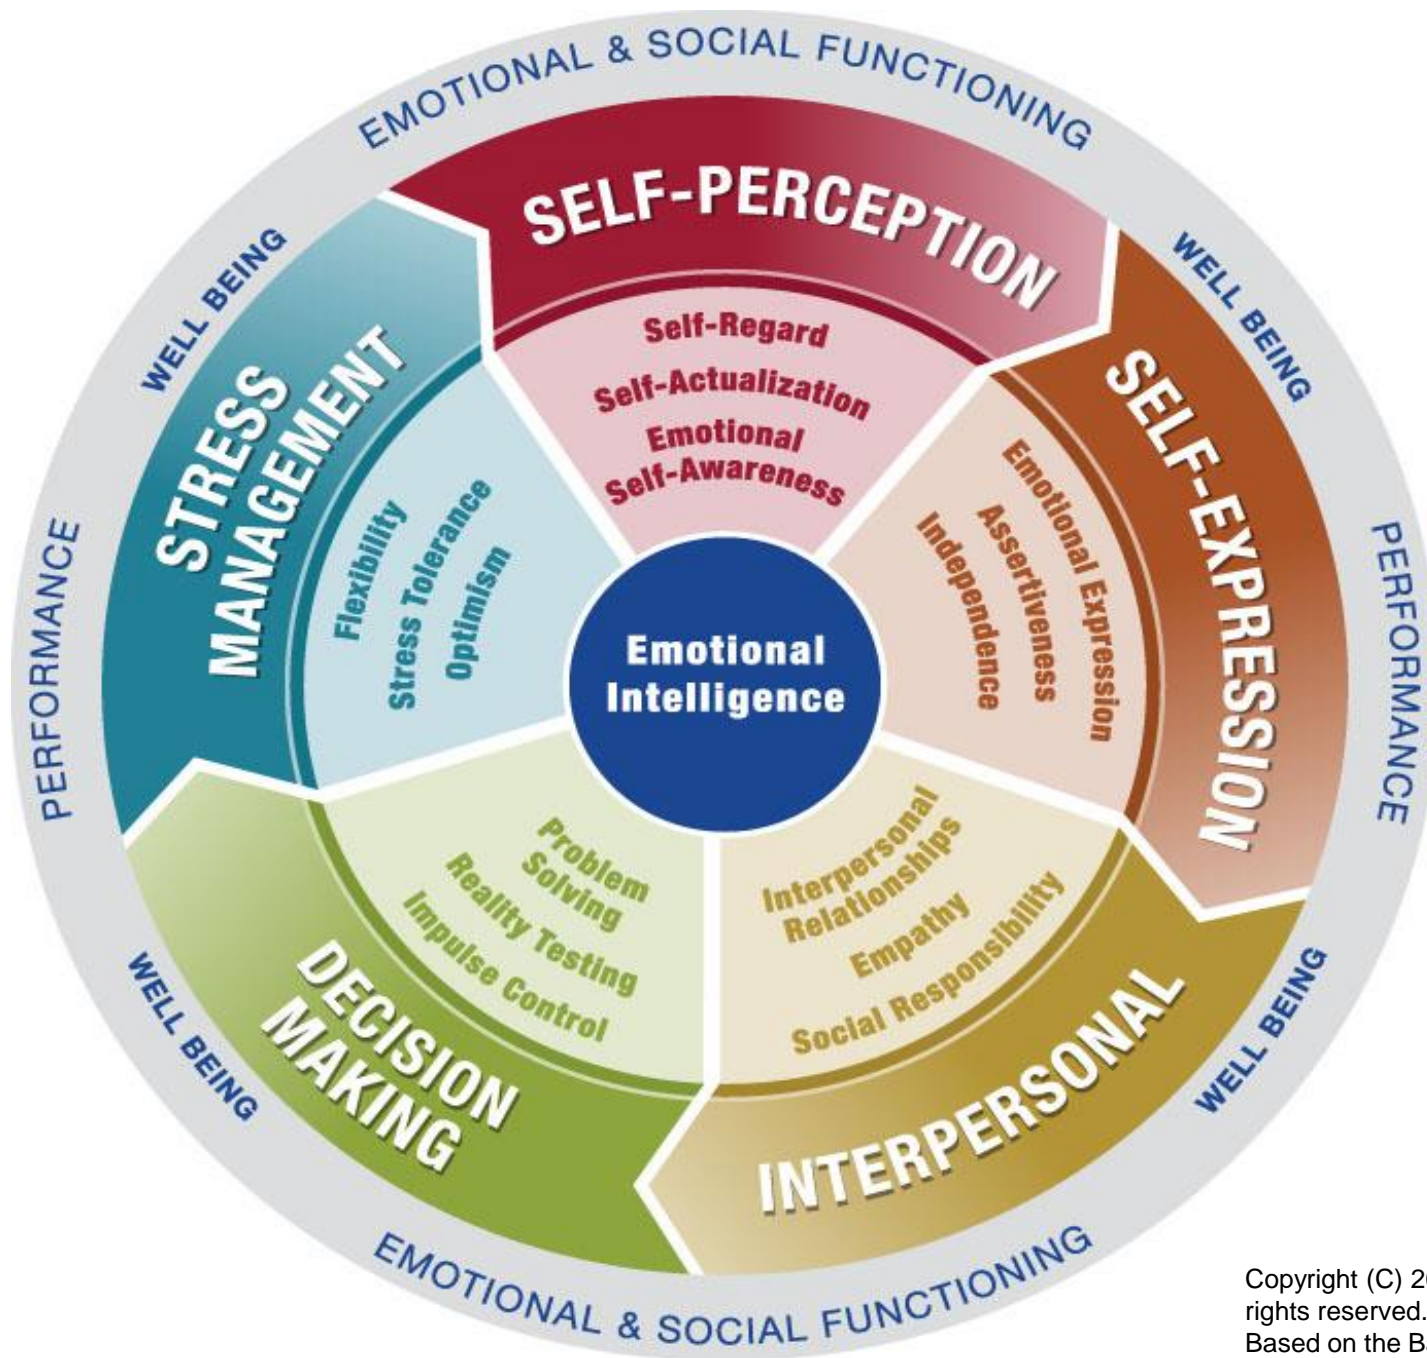 EMOTIONAL & SOCIAL FUNCTIONING
WELL BEING
WELL BEING
PERFORMANCE
PERFORMANCE
WELL BEING
WELL BEING
EMOTIONAL & SOCIAL FUNCTIONING
SELF-PERCEPTION
Self-Regard
Self-Actualization
Emotional
Self-Awareness
SELF-EXPRESSION
Emotional Expression
Assertiveness
Independence
INTERPERSONAL
Interpersonal
Relationships
Empathy
Social Responsibility
DECISION
MAKING
Problem
Solving
Reality Testing
Impulse Control
STRESS
MANAGEMENT
Flexibility
Stress Tolerance
Optimism
Emotional
Intelligence
Copyright (C)
rights reserved.
Based on the